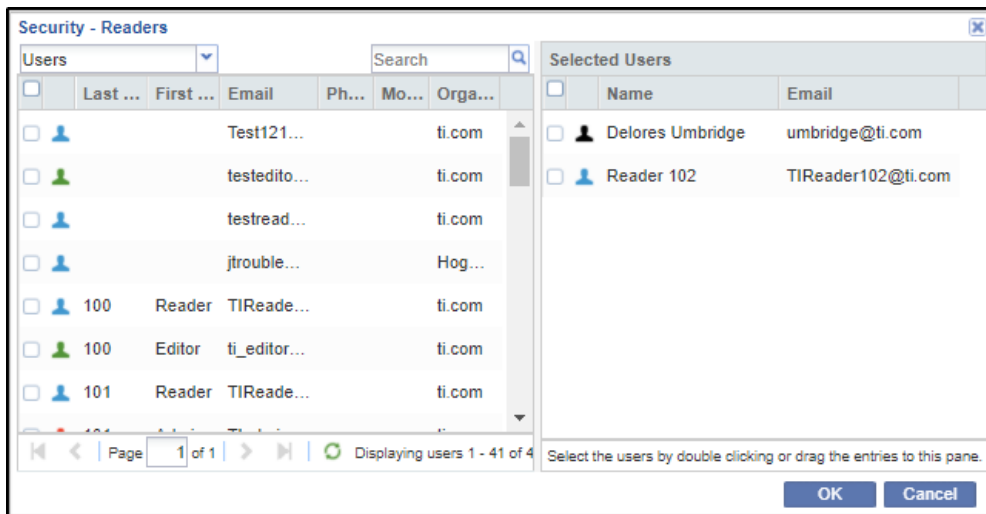 Security - Readers
Users Search
Last ... First ... Email Ph... Mo... Orga...
Test121... ti.com
testedito... ti.com
testread... ti.com
jtrouble... Hog...
100 Reader TIReade... ti.com
100 Editor ti_editor... ti.com
101 Reader TIReade... ti.com
Page 1 of 1 Displaying users 1 - 41 of 4
Selected Users
Name Email
Delores Umbridge umbridge@ti.com
Reader 102 TIReader102@ti.com
Select the users by double clicking or drag the entries to this pane.
OK Cancel